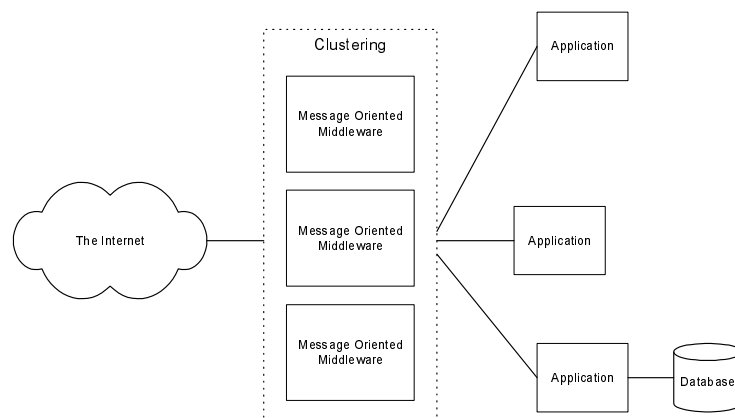 Clustering
Application
Message Oriented
Middleware
The Internet
Message Oriented
Middleware
Application
Message Oriented
Middleware
Application
Database